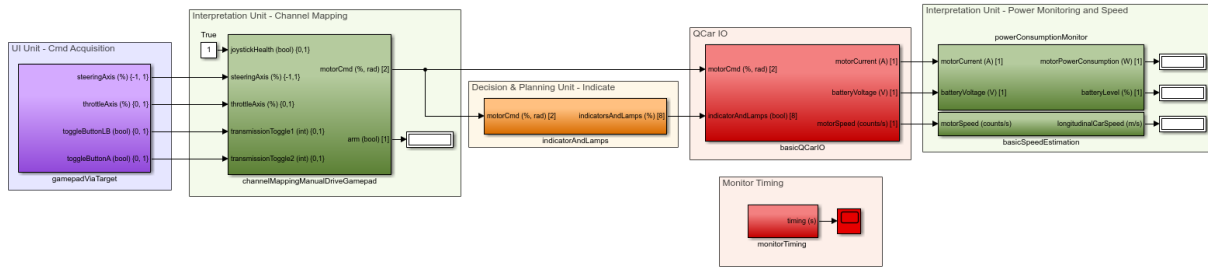 UI Unit - Cmd Acquisition
steeringAxis (%) {-1, 1}
throttleAxis (%) {0, 1}
toggleButtonLB (bool) {0, 1}
toggleButtonA (bool) {0, 1}
gamepadViaTarget
Interpretation Unit - Channel Mapping
True
1
joystickHealth (bool) {0,1}
steeringAxis (%) {-1,1}
throttleAxis (%) {0,1}
transmissionToggle1 (int) {0,1}
transmissionToggle2 (int) {0,1}
motorCmd (%, rad) [2]
arm (bool) [1]
channelMappingManualDriveGamepad
Decision & Planning Unit - Indicate
motorCmd (%, rad) [2]
indicatorsAndLamps (%) [8]
indicatorAndLamps
QCar IO
motorCmd (%, rad) [2]
indicatorAndLamps (bool) [8]
motorCurrent (A) [1]
batteryVoltage (V) [1]
motorSpeed (counts/s) [1]
basicQCarIO
Interpretation Unit - Power Monitoring and Speed
powerConsumptionMonitor
motorCurrent (A) [1]
motorPowerConsumption (W) [1]
batteryVoltage (V) [1]
batteryLevel (%) [1]
motorSpeed (counts/s)
longitudinalCarSpeed (m/s)
basicSpeedEstimation
Monitor Timing
timing (s)
monitorTiming